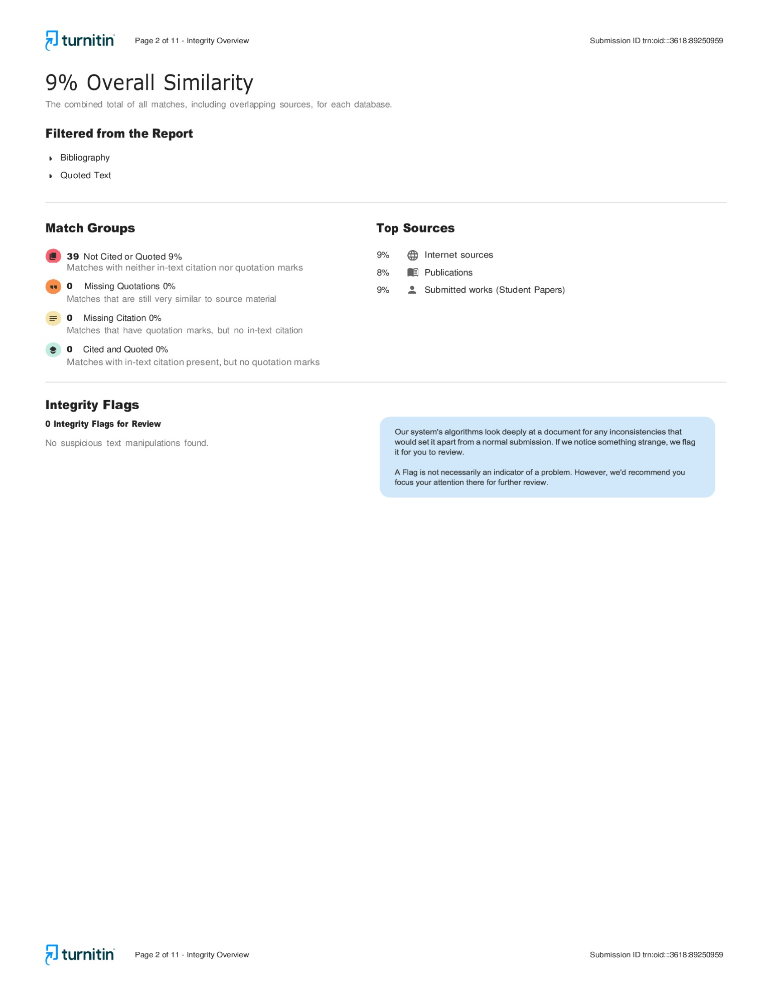 turnitin™ Page 2 of 11 - Integrity Overview Submission ID trn:oid:::3618:89250959
9% Overall Similarity
The combined total of all matches, including overlapping sources, for each database.
Filtered from the Report
Bibliography
Quoted Text
Match Groups
39 Not Cited or Quoted 9%
Matches with neither in-text citation nor quotation marks
0 Missing Quotations 0%
Matches that are still very similar to source material
0 Missing Citation 0%
Matches that have quotation marks, but no in-text citation
0 Cited and Quoted 0%
Matches with in-text citation present, but no quotation marks
Top Sources
9% Internet sources
8% Publications
9% Submitted works (Student Papers)
Integrity Flags
0 Integrity Flags for Review
No suspicious text manipulations found.
Our system's algorithms look deeply at a document for any inconsistencies that
would set it apart from a normal submission. If we notice something strange, we flag
it for you to review.
A Flag is not necessarily an indicator of a problem. However, we'd recommend you
focus your attention there for further review.
turnitin™ Page 2 of 11 - Integrity Overview Submission ID trn:oid:::3618:89250959